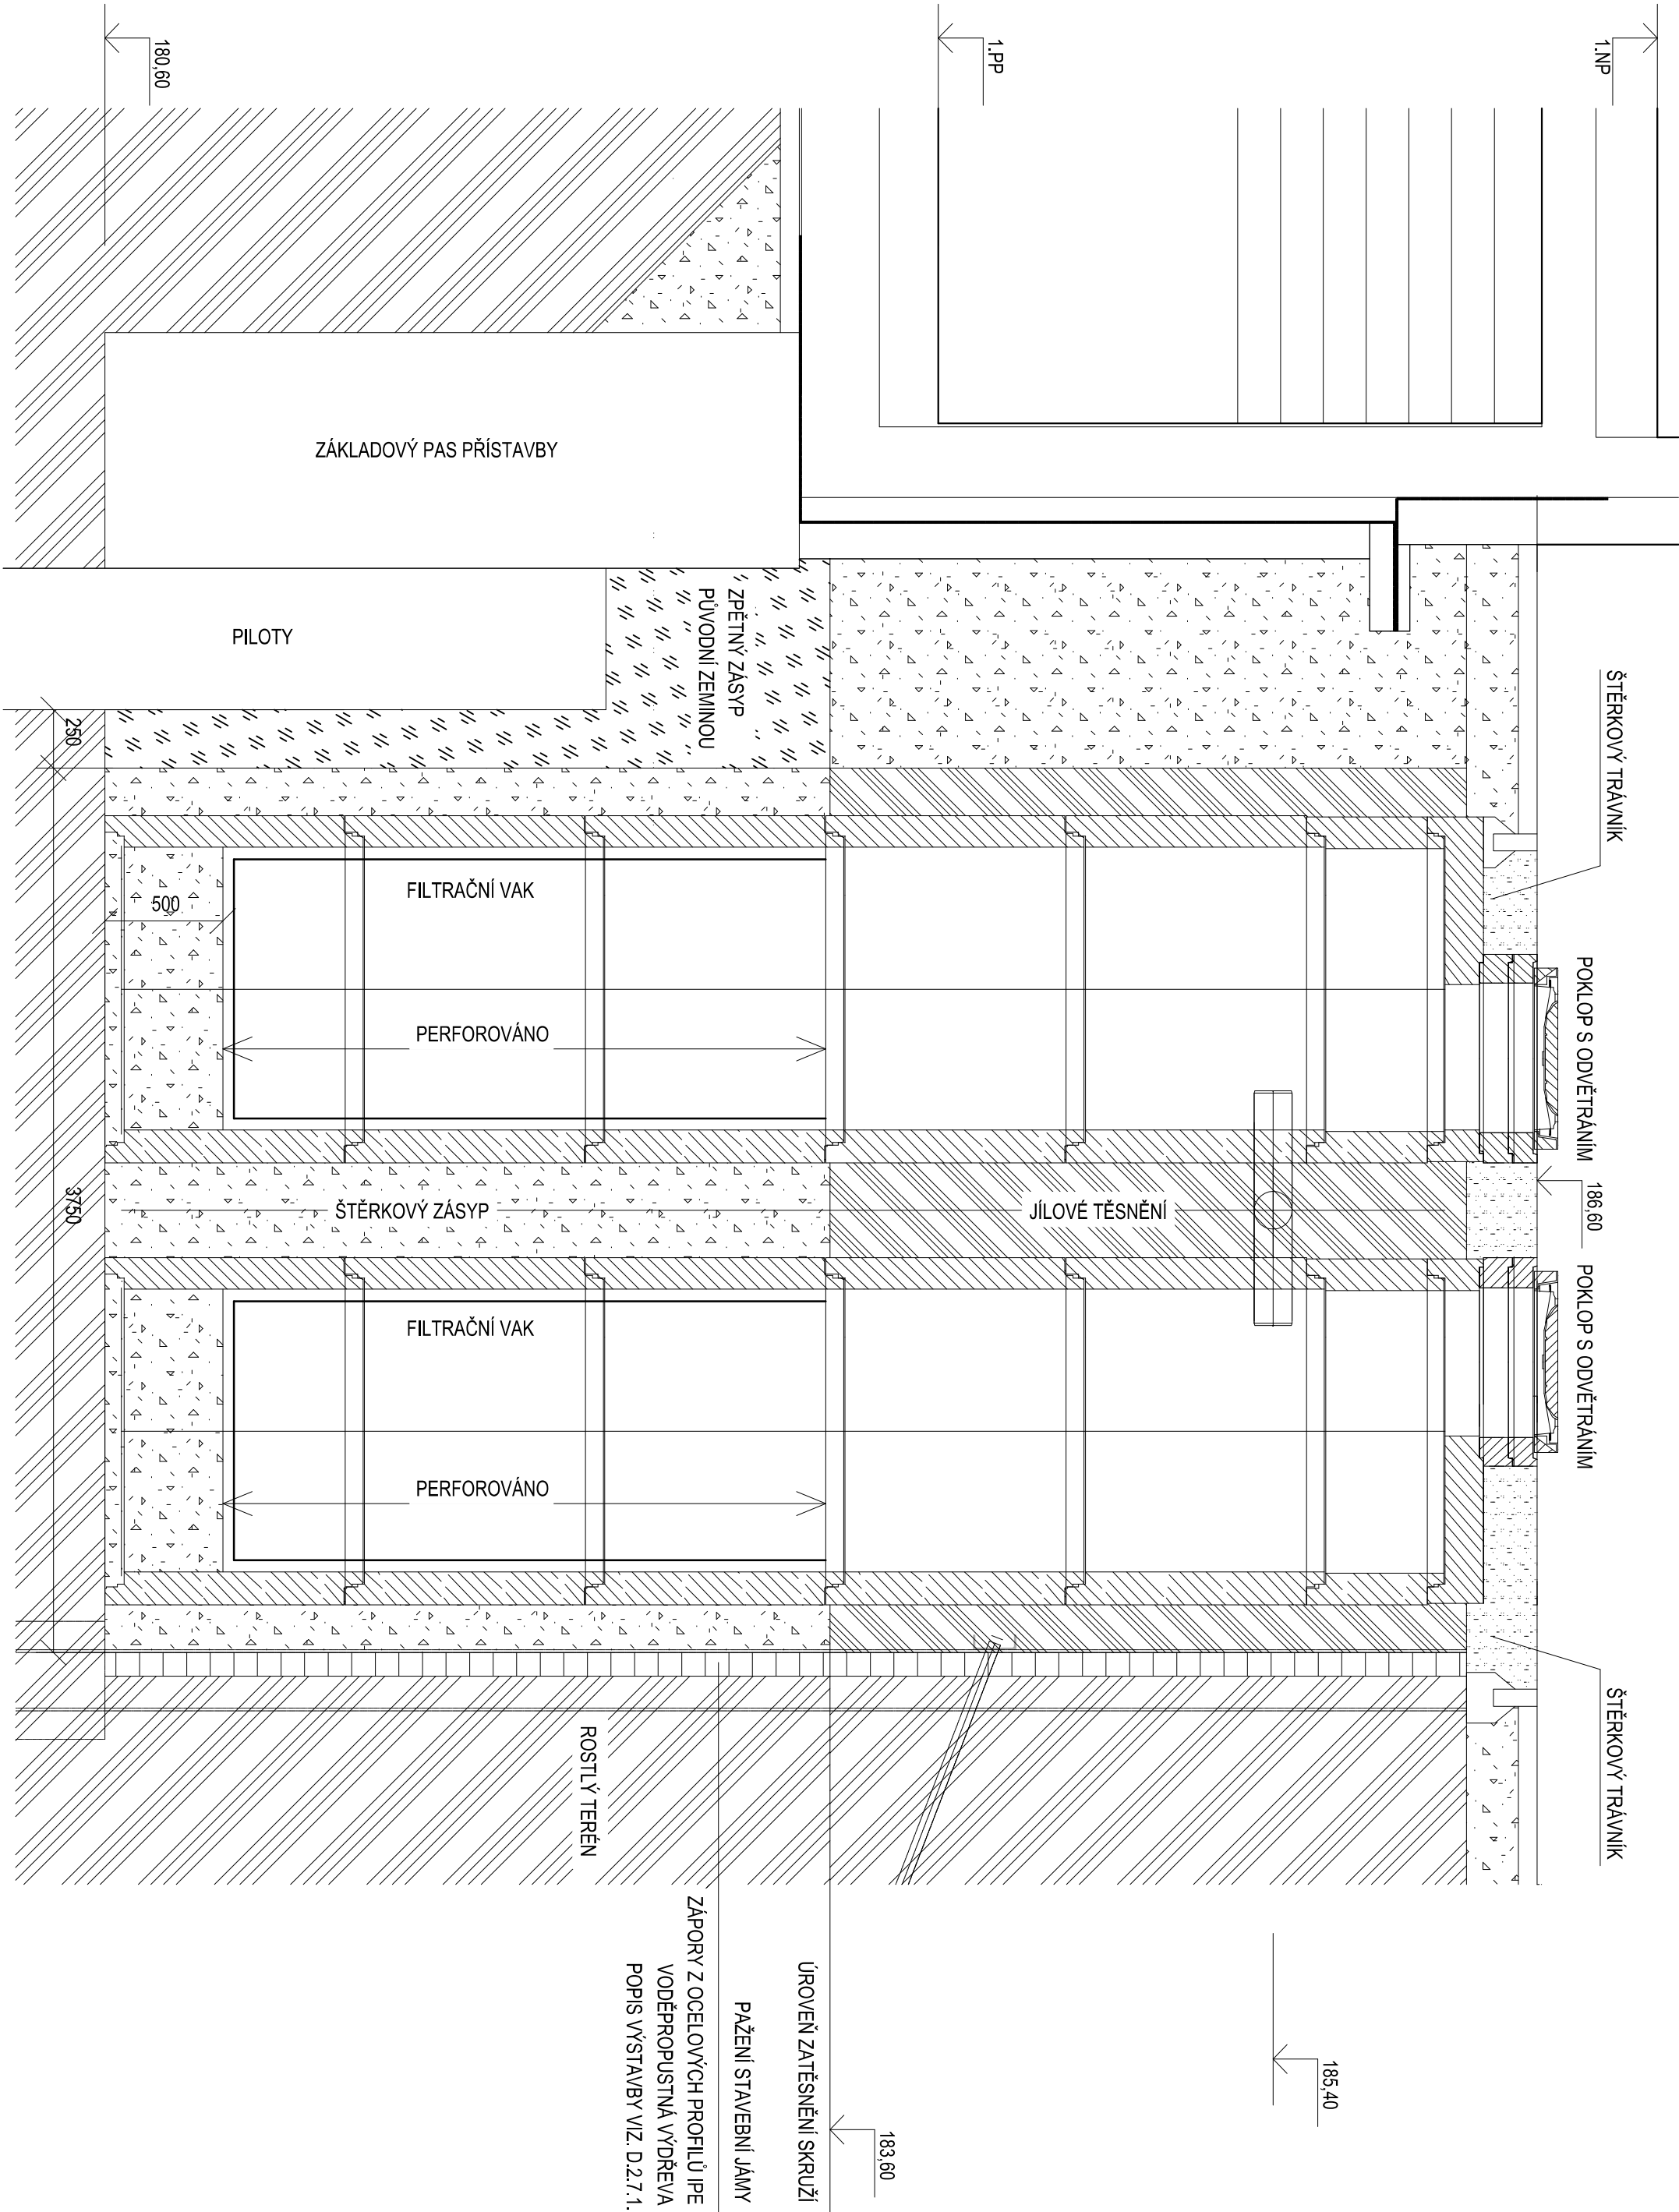 1.NP
1.PP
180,60
ŠTĚRKOVÝ TRÁVNÍK
POKLOP S ODVĚTRÁNÍM
186,60
POKLOP S ODVĚTRÁNÍM
ŠTĚRKOVÝ TRÁVNÍK
185,40
183,60
ÚROVEŇ ZATĚSNĚNÍ SKRUŽÍ
PAŽENÍ STAVEBNÍ JÁMY
ZÁPORY Z OCELOVÝCH PROFILŮ IPE
VODĚPROPUSTNÁ VÝDŘEVA
POPIS VÝSTAVBY VIZ. D.2.7.1.
ROSTLÝ TERÉN
ZPĚTNÝ ZÁSYP
PŮVODNÍ ZEMINOU
ZÁKLADOVÝ PAS PŘÍSTAVBY
PILOTY
250
FILTRAČNÍ VAK
500
PERFOROVÁNO
3750
ŠTĚRKOVÝ ZÁSYP
JÍLOVÉ TĚSNĚNÍ
FILTRAČNÍ VAK
PERFOROVÁNO